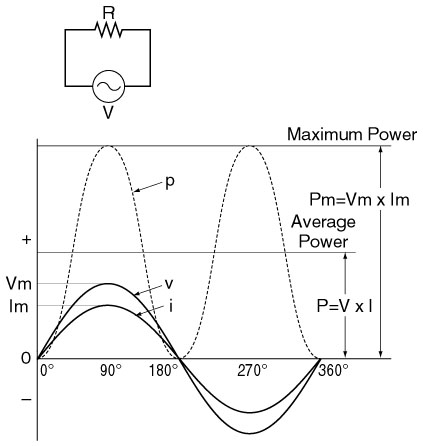 R
V
Maximum Power
p
Pm=Vm x Im
Average
Power
+
Vm
v
Im
i
P=V x I
0
0° 90° 180° 270° 360°
–